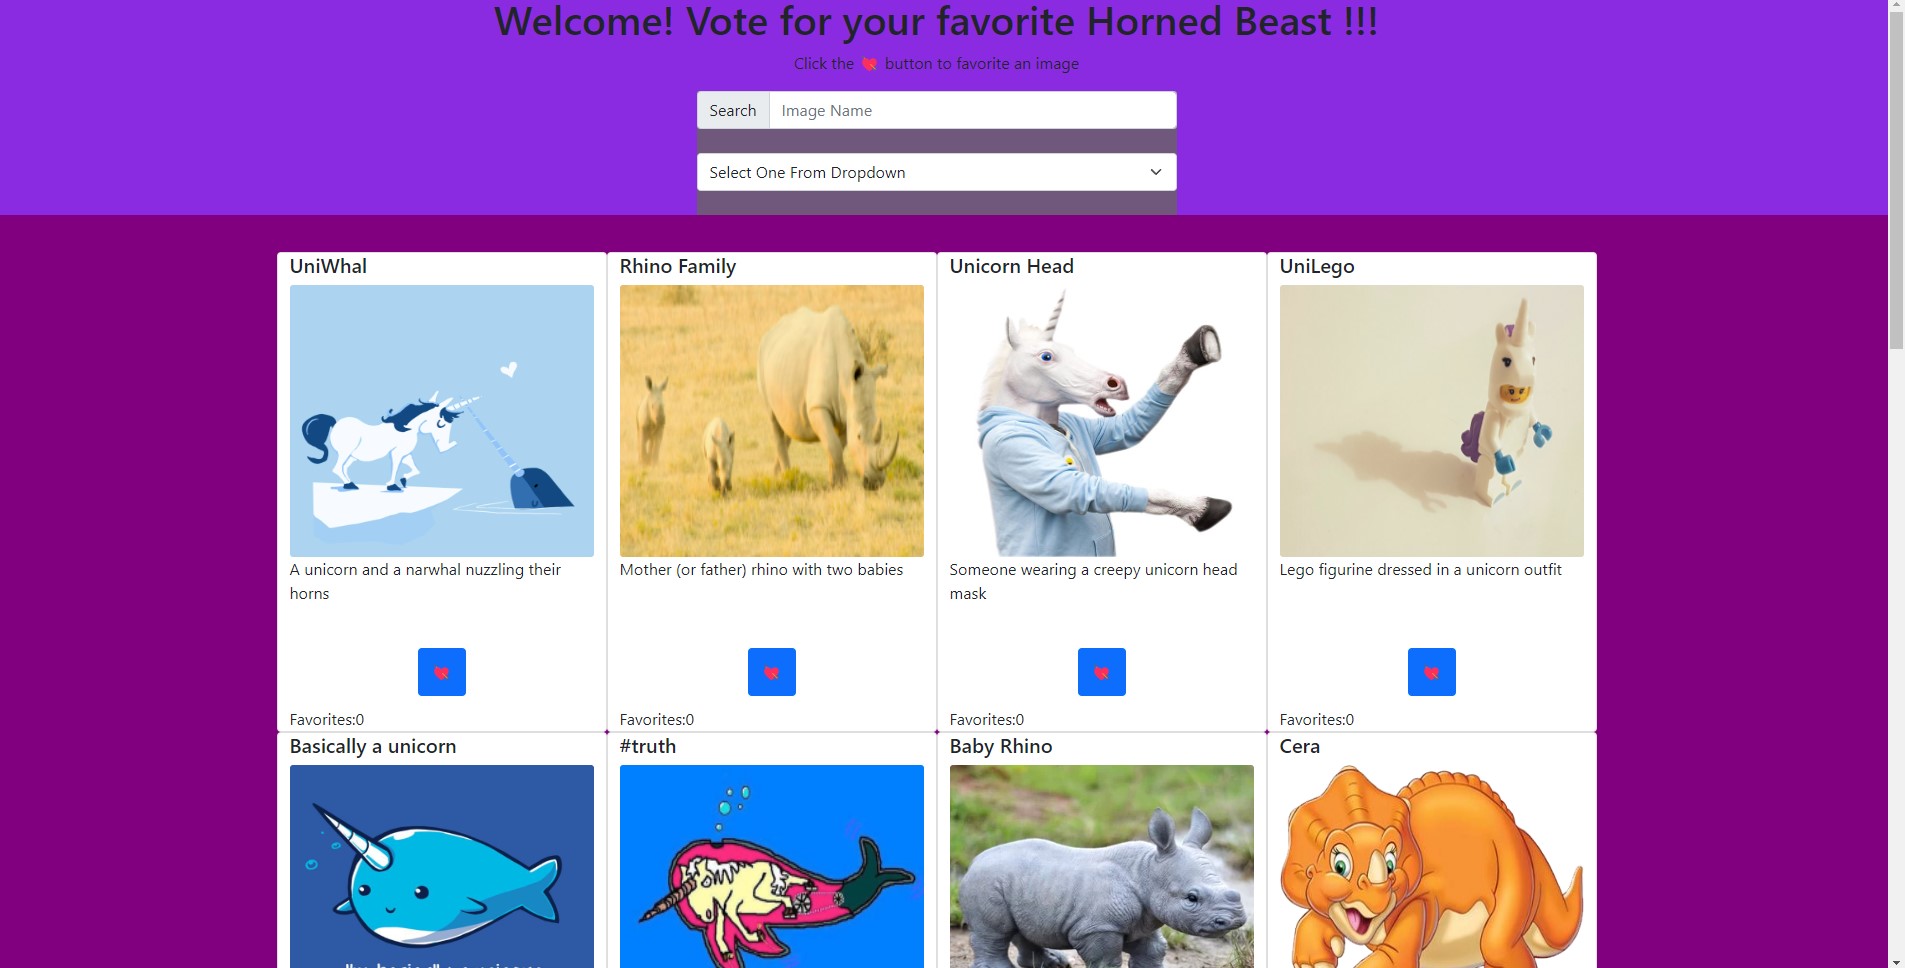 Welcome! Vote for your favorite Horned Beast !!!
Click the 💘 button to favorite an image
Search Image Name
Select One From Dropdown
UniWhal
Rhino Family
Unicorn Head
UniLego
A unicorn and a narwhal nuzzling their
horns
Mother (or father) rhino with two babies
Someone wearing a creepy unicorn head
mask
Lego figurine dressed in a unicorn outfit
Favorites:0
Favorites:0
Favorites:0
Favorites:0
Basically a unicorn
#truth
Baby Rhino
Cera